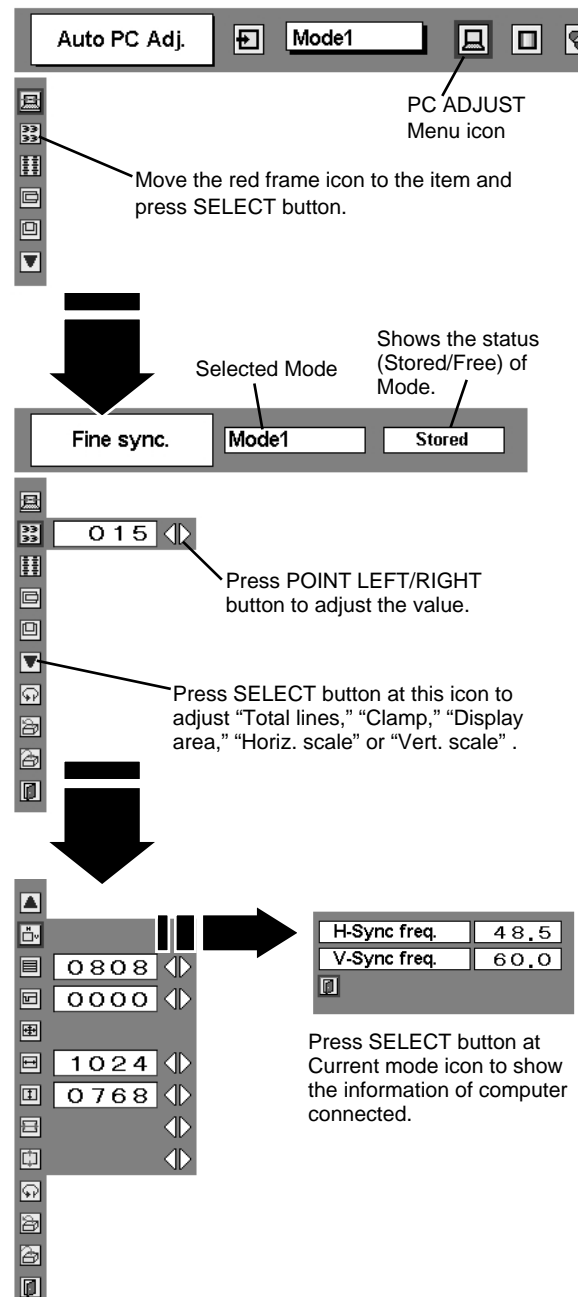 Auto PC Adj.
Mode1
PC ADJUST
Menu icon
Move the red frame icon to the item and
press SELECT button.
Shows the status
(Stored/Free) of
Mode.
Selected Mode
Fine sync.
Mode1
Stored
015
Press POINT LEFT/RIGHT
button to adjust the value.
Press SELECT button at this icon to
adjust “Total lines,” “Clamp,” “Display
area,” “Horiz. scale” or “Vert. scale” .
H-Sync freq. 48.5
V-Sync freq. 60.0
0808
0000
1024
0768
Press SELECT button at
Current mode icon to show
the information of computer
connected.